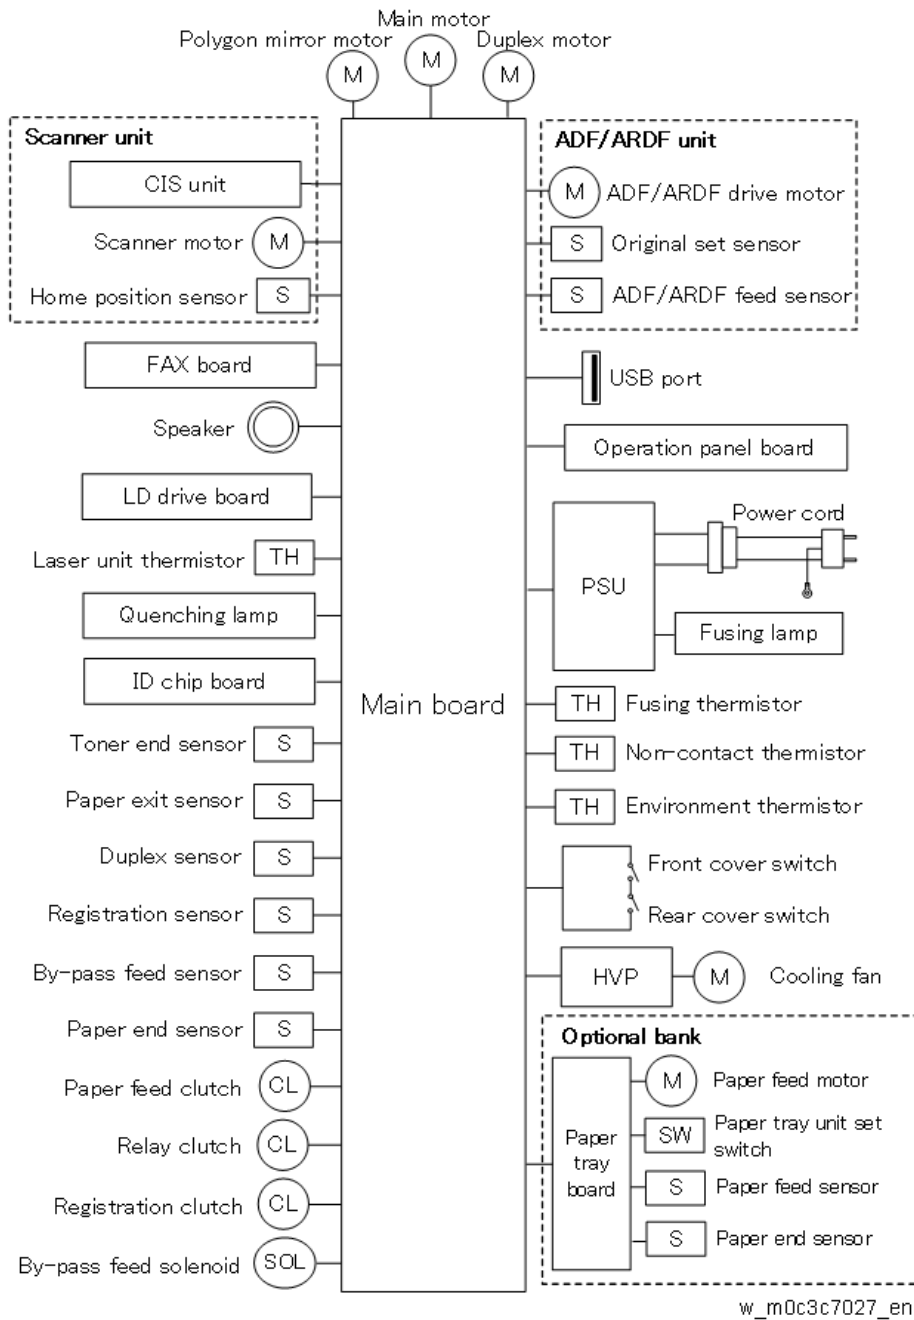 Main motor
Polygon mirror motor
Duplex motor
M
M
M
Scanner unit
CIS unit
Scanner motor M
Home position sensor S
FAX board
Speaker
LD drive board
Laser unit thermistor TH
Quenching lamp
ID chip board
Toner end sensor S
Paper exit sensor S
Duplex sensor S
Registration sensor S
By-pass feed sensor S
Paper end sensor S
Paper feed clutch CL
Relay clutch CL
Registration clutch CL
By-pass feed solenoid SOL
Main board
ADF/ARDF unit
M ADF/ARDF drive motor
S Original set sensor
S ADF/ARDF feed sensor
USB port
Operation panel board
Power cord
PSU
Fusing lamp
TH Fusing thermistor
TH Non-contact thermistor
TH Environment thermistor
Front cover switch
Rear cover switch
HVP M Cooling fan
Optional bank
Paper
tray
board
M Paper feed motor
SW Paper tray unit set
switch
S Paper feed sensor
S Paper end sensor
w_m0c3c7027_en